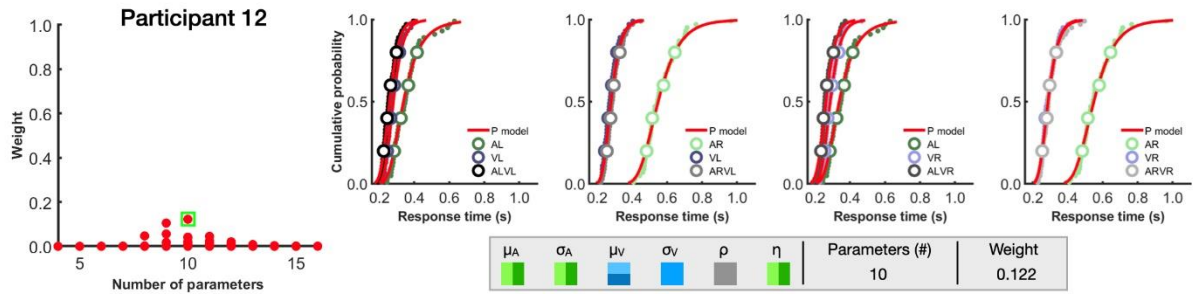 Participant 12
Weight
1.0
0.8
0.6
0.4
0.2
0.0
5
10
15
Number of parameters
Cumulative probability
1.0
0.5
0.0
P model
AL
VL
ALVL
0.2 0.4 0.6 0.8 1.0
Response time (s)
1.0
0.5
0.0
P model
AR
VL
ARVL
0.2 0.4 0.6 0.8 1.0
Response time (s)
1.0
0.5
0.0
P model
AL
VR
ALVR
0.2 0.4 0.6 0.8 1.0
Response time (s)
1.0
0.5
0.0
P model
AR
VR
ARVR
0.2 0.4 0.6 0.8 1.0
Response time (s)
μA σA μV σV ρ η Parameters (#) Weight
10 0.122